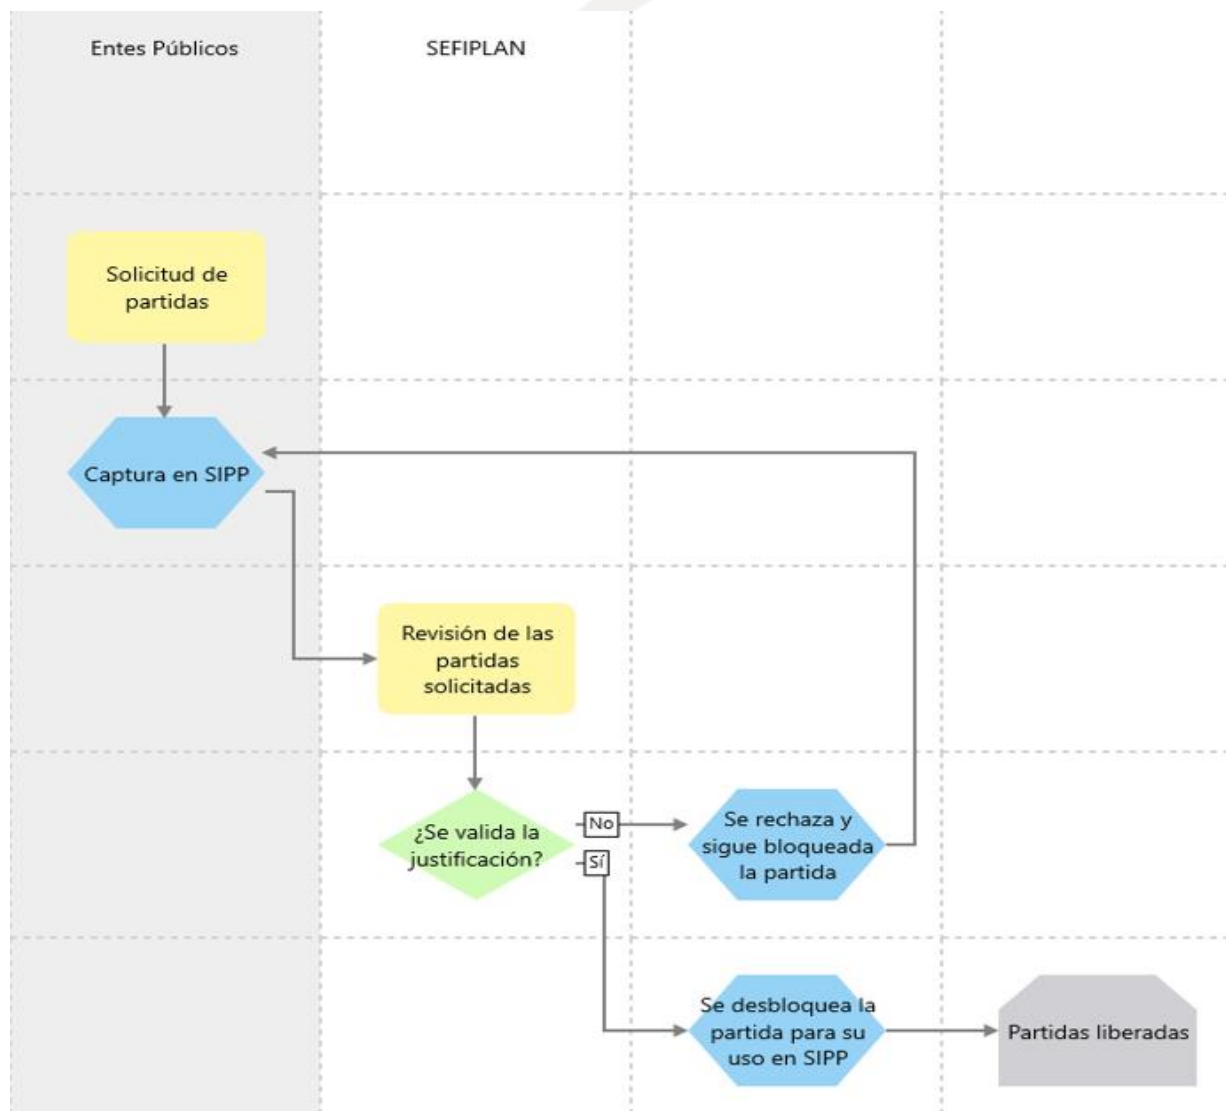 Entes Públicos
SEFIPLAN
Solicitud de
partidas
Captura en SIPP
Revisión de las
partidas
solicitadas
¿Se valida la
justificación?
No
Sí
Se rechaza y
sigue bloqueada
la partida
Se desbloquea la
partida para su
uso en SIPP
Partidas liberadas